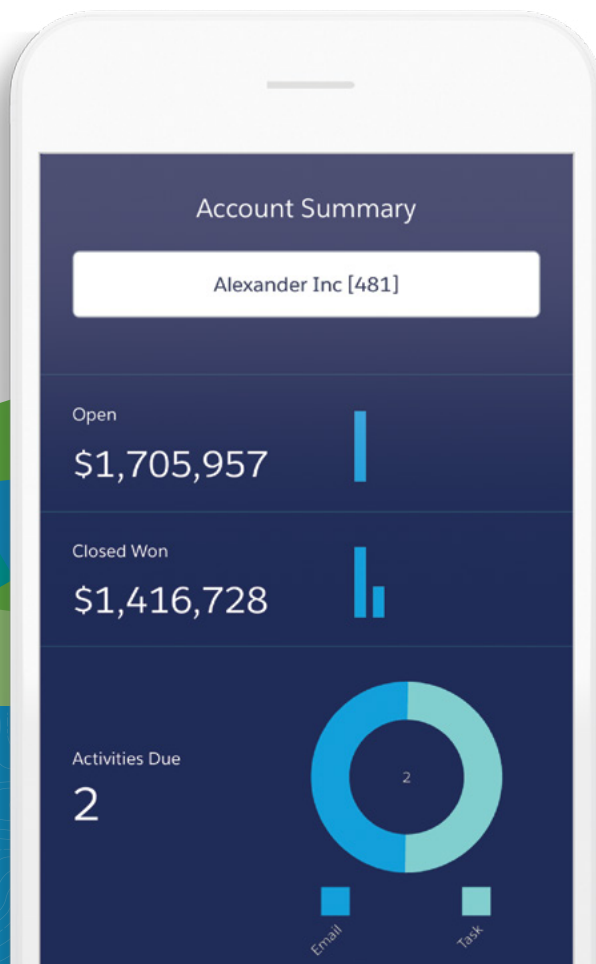 Account Summary
Alexander Inc [481]
Open
$1,705,957
Closed Won
$1,416,728
Activities Due
2
2
Email
Task